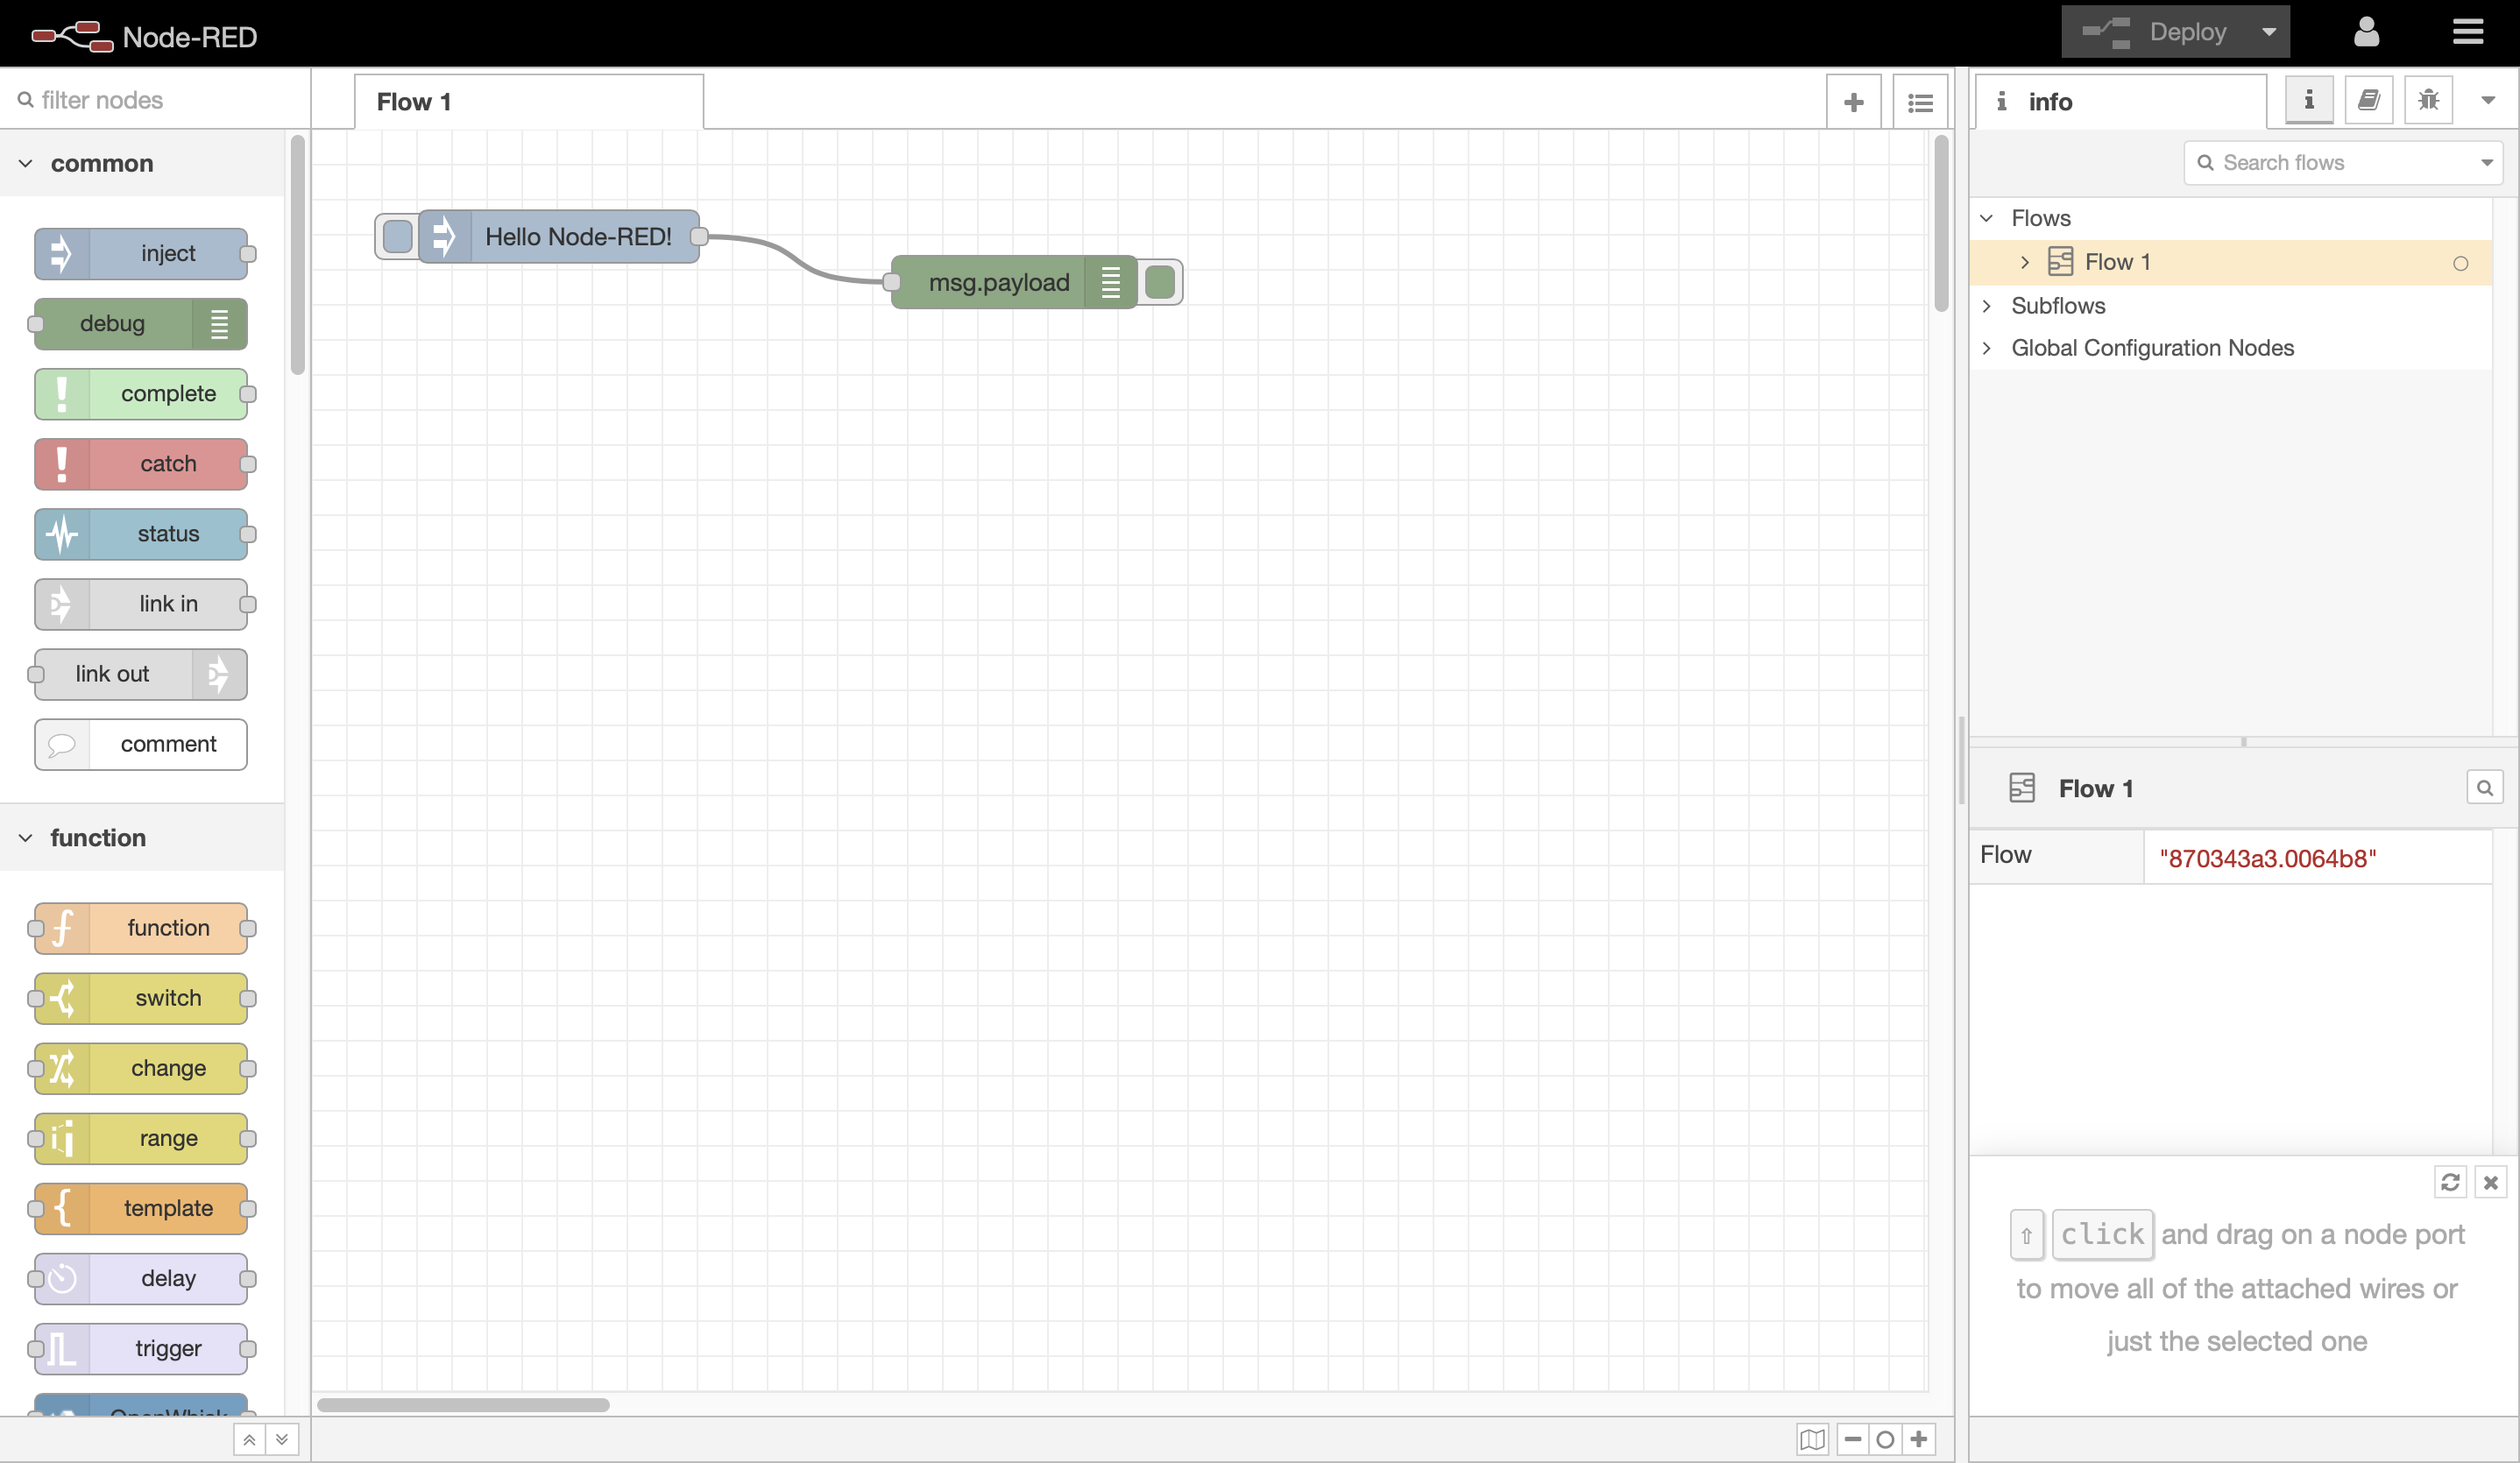 Node-RED
Deploy
filter nodes
Flow 1
info
common
Search flows
inject
debug
complete
catch
status
link in
link out
comment
function
function
switch
change
range
template
delay
trigger
Hello Node-RED!
msg.payload
Flows
Flow 1
Subflows
Global Configuration Nodes
Flow 1
Flow
"870343a3.0064b8"
⇧ click and drag on a node port
to move all of the attached wires or
just the selected one